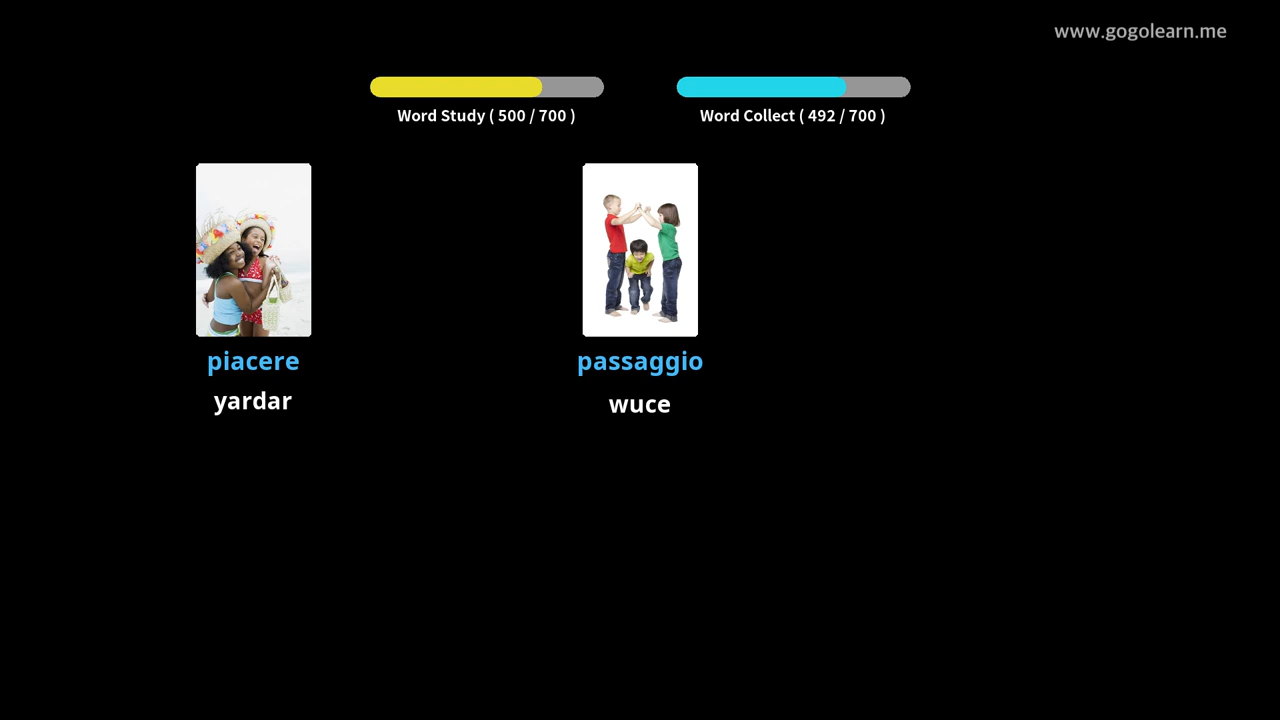 www.gogolearn.me
Word Study ( 500 / 700 )
Word Collect ( 492 / 700 )
piacere
passaggio
yardar
wuce